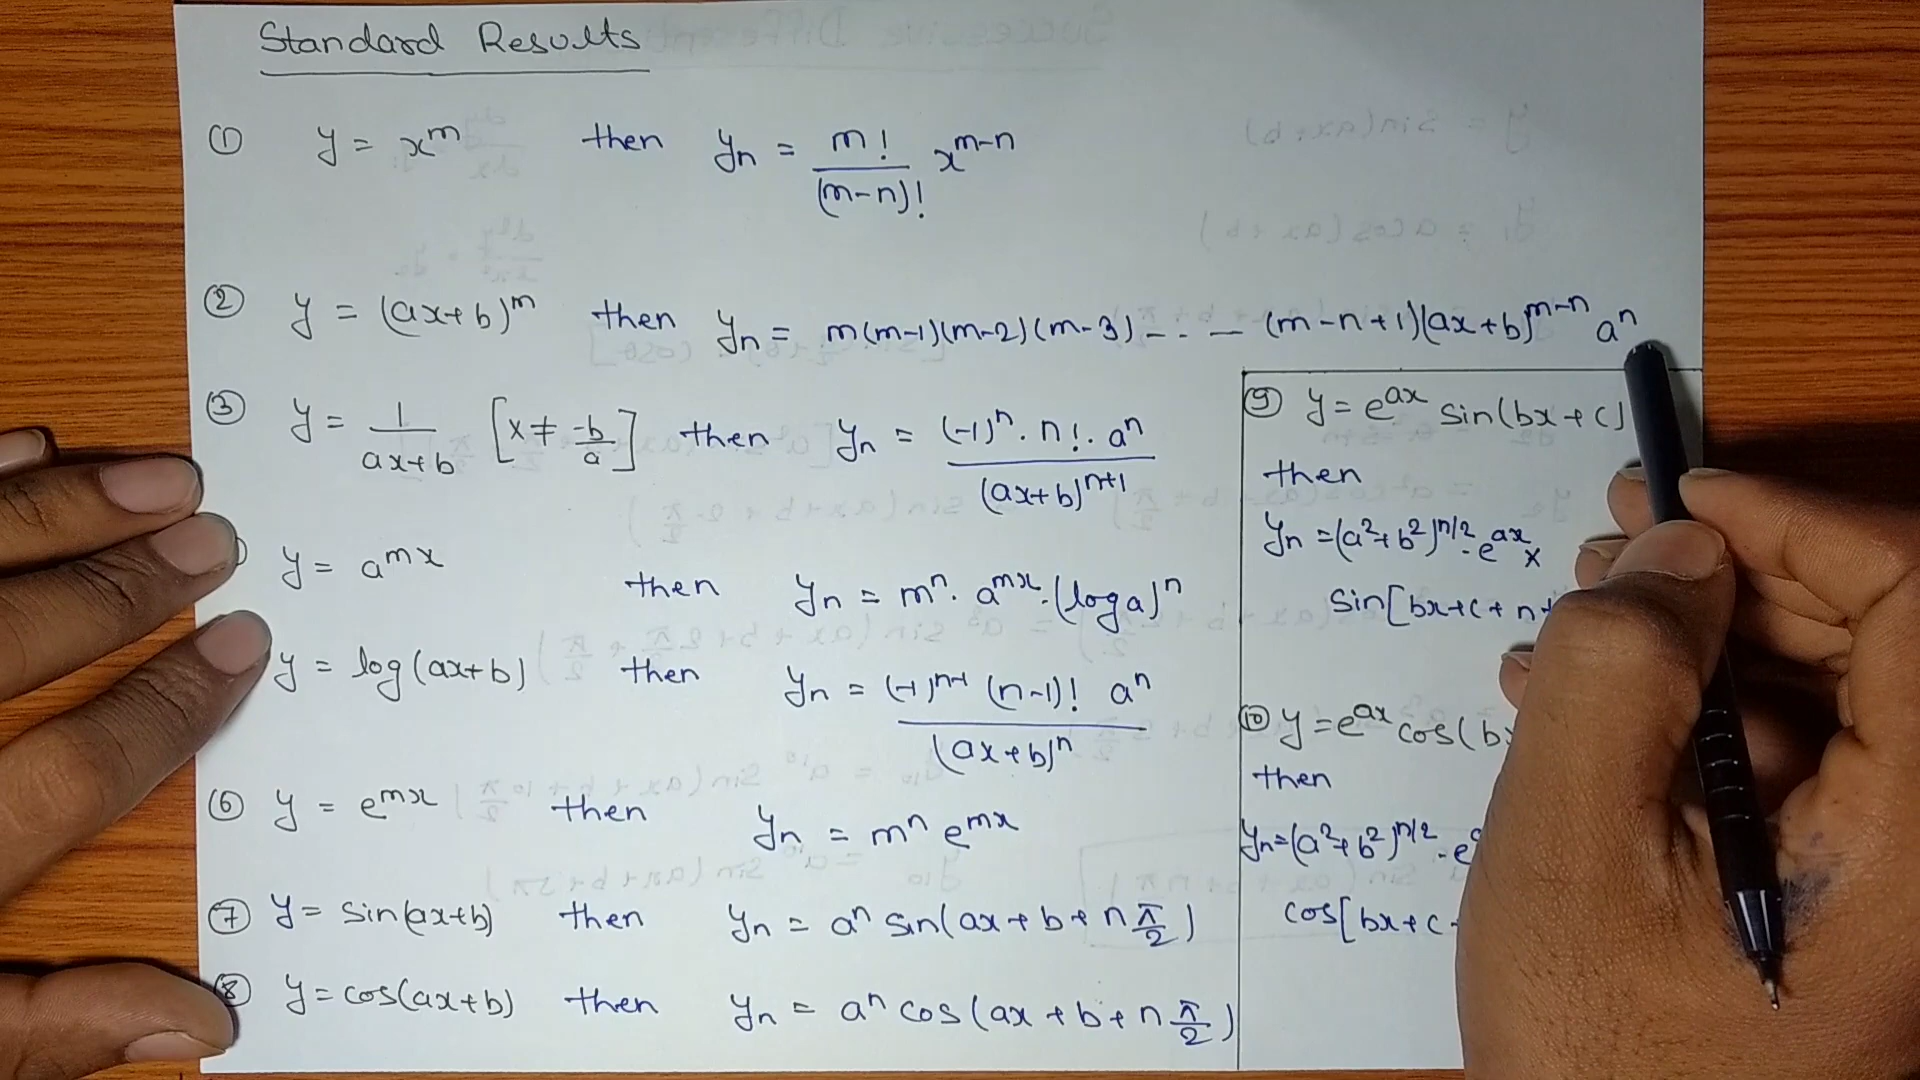 Standard Results
① y = x^m then y_n = m!/(m-n)! x^(m-n)
② y = (ax+b)^m then y_n = m(m-1)(m-2)(m-3)-..- (m-n+1)(ax+b)^(m-n) a^n
③ y = 1/(ax+b) [x ≠ -b/a] then y_n = (-1)^n . n! . a^n / (ax+b)^(n+1)
y = a^(mx) then y_n = m^n . a^(mx) . (log a)^n
y = log(ax+b) then y_n = (-1)^(n-1) (n-1)! a^n / (ax+b)^n
⑥ y = e^(mx) then y_n = m^n e^(mx)
⑦ y = sin(ax+b) then y_n = a^n sin(ax+b+n π/2)
⑧ y = cos(ax+b) then y_n = a^n cos(ax+b+n π/2)
⑨ y = e^(ax) sin(bx+c)
then
y_n = (a²+b²)^(n/2) . e^(ax) ×
sin[bx+c+n
⑩ y = e^(ax) cos(b
then
y_n = (a²+b²)^(n/2) . e
cos[bx+c